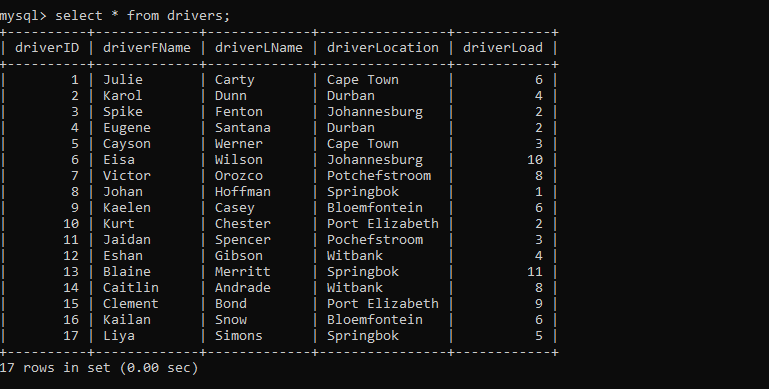 mysql> select * from drivers;
+----------+-------------+-------------+----------------+------------+
| driverID | driverFName | driverLName | driverLocation | driverLoad |
+----------+-------------+-------------+----------------+------------+
|        1 | Julie       | Carty       | Cape Town      |          6 |
|        2 | Karol       | Dunn        | Durban         |          4 |
|        3 | Spike       | Fenton      | Johannesburg   |          2 |
|        4 | Eugene      | Santana     | Durban         |          2 |
|        5 | Cayson      | Werner      | Cape Town      |          3 |
|        6 | Eisa        | Wilson      | Johannesburg   |         10 |
|        7 | Victor      | Orozco      | Potchefstroom  |          8 |
|        8 | Johan       | Hoffman     | Springbok      |          1 |
|        9 | Kaelen      | Casey       | Bloemfontein   |          6 |
|       10 | Kurt        | Chester     | Port Elizabeth |          2 |
|       11 | Jaidan      | Spencer     | Pochefstroom   |          3 |
|       12 | Eshan       | Gibson      | Witbank        |          4 |
|       13 | Blaine      | Merritt     | Springbok      |         11 |
|       14 | Caitlin     | Andrade     | Witbank        |          8 |
|       15 | Clement     | Bond        | Port Elizabeth |          9 |
|       16 | Kailan      | Snow        | Bloemfontein   |          6 |
|       17 | Liya        | Simons      | Springbok      |          5 |
+----------+-------------+-------------+----------------+------------+
17 rows in set (0.00 sec)